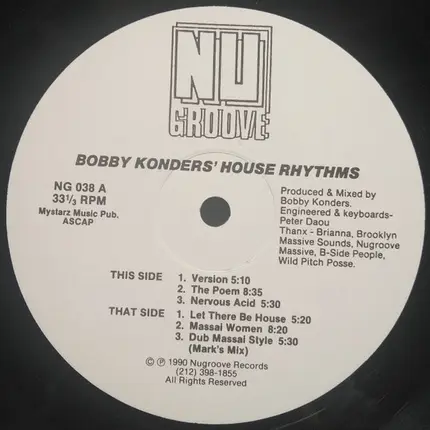 NU
GROOVE
BOBBY KONDERS' HOUSE RHYTHMS
NG 038 A
33⅓ RPM
Mystarz Music Pub.
ASCAP
Produced & Mixed by
Bobby Konders.
Engineered & keyboards-
Peter Daou
Thanx - Brianna, Brooklyn
Massive Sounds, Nugroove
Massive, B-Side People,
Wild Pitch Posse.
THIS SIDE 1. Version 5:10
2. The Poem 8:35
3. Nervous Acid 5:30
THAT SIDE 1. Let There Be House 5:20
2. Massai Women 8:20
3. Dub Massai Style 5:30
(Mark's Mix)
© ℗ 1990 Nugroove Records
(212) 398-1855
All Rights Reserved